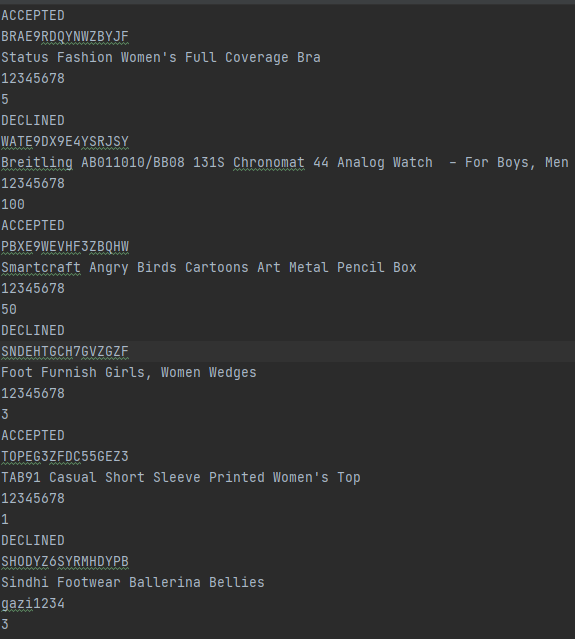 ACCEPTED
BRAE9RDQYNWZBYJF
Status Fashion Women's Full Coverage Bra
12345678
5
DECLINED
WATE9DX9E4YSRJSY
Breitling AB011010/BB08 131S Chronomat 44 Analog Watch  - For Boys, Men
12345678
100
ACCEPTED
PBXE9WEVHF3ZBQHW
Smartcraft Angry Birds Cartoons Art Metal Pencil Box
12345678
50
DECLINED
SNDEHTGCH7GVZGZF
Foot Furnish Girls, Women Wedges
12345678
3
ACCEPTED
TOPEG3ZFDC55GEZ3
TAB91 Casual Short Sleeve Printed Women's Top
12345678
1
DECLINED
SHODYZ6SYRMHDYPB
Sindhi Footwear Ballerina Bellies
gazi1234
3